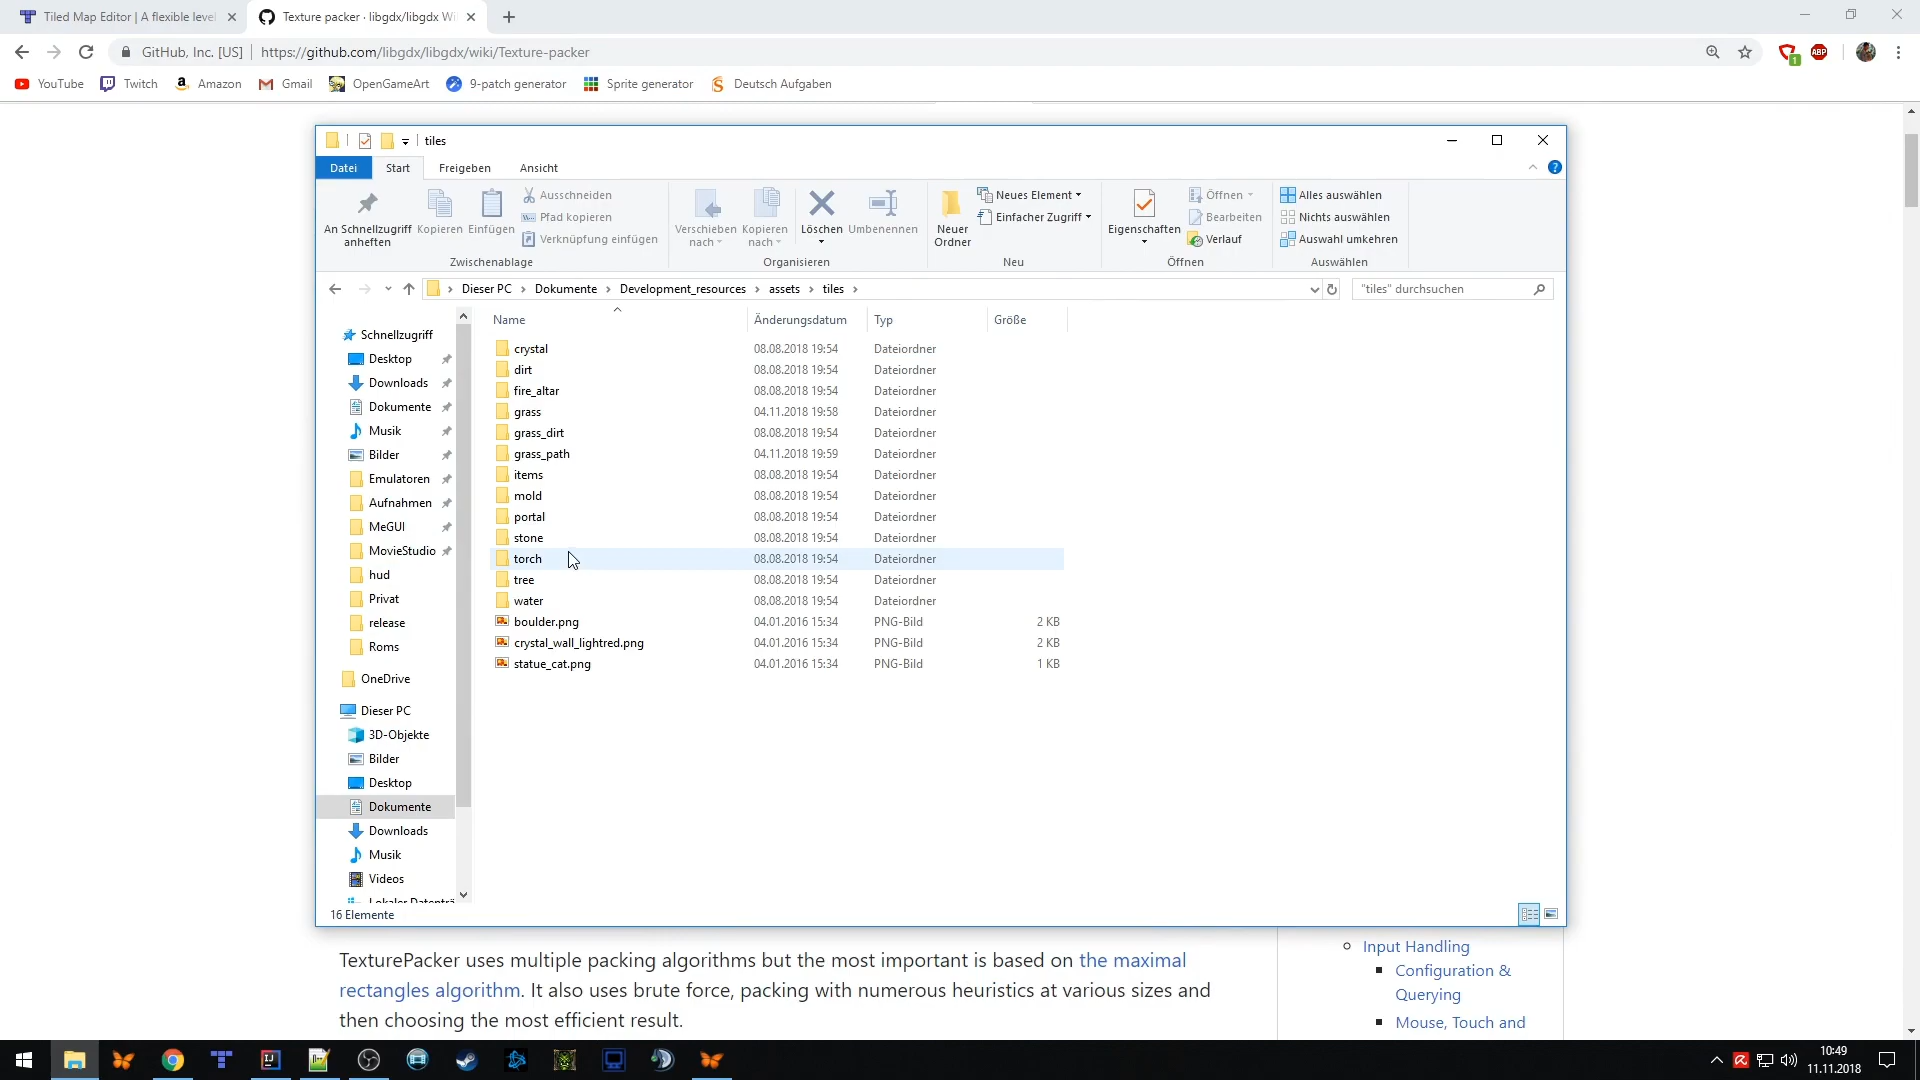 Tiled Map Editor | A flexible level
Texture packer · libgdx/libgdx Wi
GitHub, Inc. [US]
https://github.com/libgdx/libgdx/wiki/Texture-packer
1
ABP
YouTube
Twitch
Amazon
Gmail
OpenGameArt
9-patch generator
Sprite generator
Deutsch Aufgaben
tiles
Datei
Start
Freigeben
Ansicht
An Schnellzugriff
anheften
Kopieren
Einfügen
Ausschneiden
Pfad kopieren
Verknüpfung einfügen
Zwischenablage
Verschieben
nach
Kopieren
nach
Löschen
Umbenennen
Organisieren
Neuer
Ordner
Neues Element
Einfacher Zugriff
Neu
Eigenschaften
Öffnen
Bearbeiten
Verlauf
Öffnen
Alles auswählen
Nichts auswählen
Auswahl umkehren
Auswählen
Dieser PC
Dokumente
Development_resources
assets
tiles
"tiles" durchsuchen
Schnellzugriff
Desktop
Downloads
Dokumente
Musik
Bilder
Emulatoren
Aufnahmen
MeGUI
MovieStudio
hud
Privat
release
Roms
OneDrive
Dieser PC
3D-Objekte
Bilder
Desktop
Dokumente
Downloads
Musik
Videos
Name Änderungsdatum Typ Größe
crystal 08.08.2018 19:54 Dateiordner
dirt 08.08.2018 19:54 Dateiordner
fire_altar 08.08.2018 19:54 Dateiordner
grass 04.11.2018 19:58 Dateiordner
grass_dirt 08.08.2018 19:54 Dateiordner
grass_path 04.11.2018 19:59 Dateiordner
items 08.08.2018 19:54 Dateiordner
mold 08.08.2018 19:54 Dateiordner
portal 08.08.2018 19:54 Dateiordner
stone 08.08.2018 19:54 Dateiordner
torch 08.08.2018 19:54 Dateiordner
tree 08.08.2018 19:54 Dateiordner
water 08.08.2018 19:54 Dateiordner
boulder.png 04.01.2016 15:34 PNG-Bild 2 KB
crystal_wall_lightred.png 04.01.2016 15:34 PNG-Bild 2 KB
statue_cat.png 04.01.2016 15:34 PNG-Bild 1 KB
16 Elemente
TexturePacker uses multiple packing algorithms but the most important is based on the maximal
rectangles algorithm. It also uses brute force, packing with numerous heuristics at various sizes and
then choosing the most efficient result.
Input Handling
Configuration &
Querying
Mouse, Touch and
10:49
11.11.2018